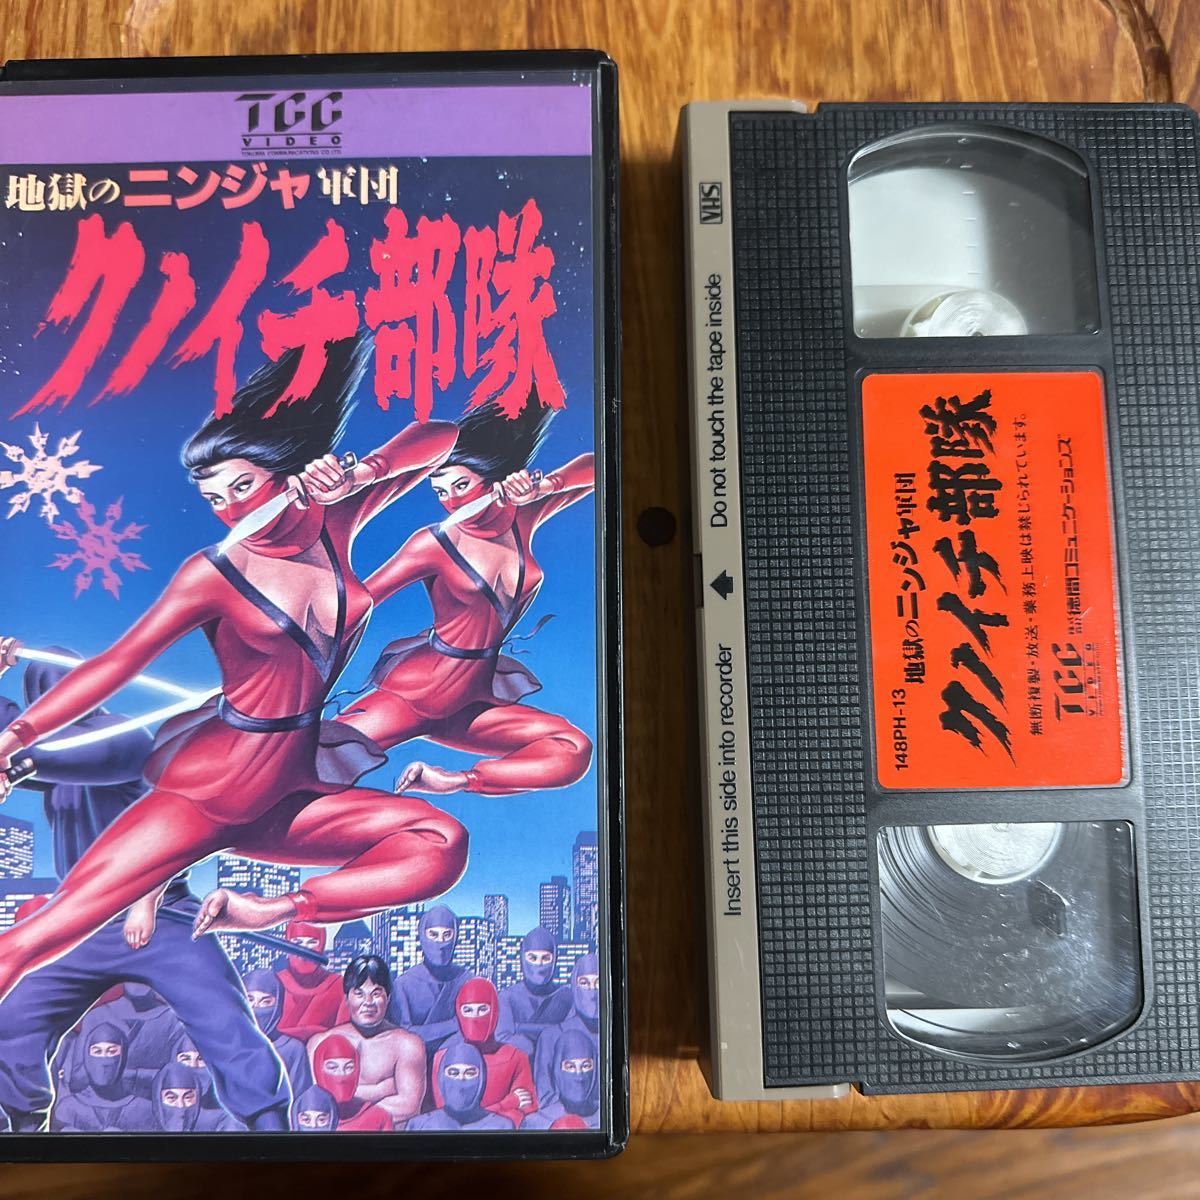 TCC
VIDEO
TOKUMA COMMUNICATIONS CO.,LTD.
地獄のニンジャ軍団
クノイチ部隊
VHS
Do not touch the tape inside
Insert this side into recorder
148PH-13
地獄のニンジャ軍団
クノイチ部隊
無断複製・放送・業務上映は禁じられています。
TCC
VIDEO
徳間コミュニケーションズ